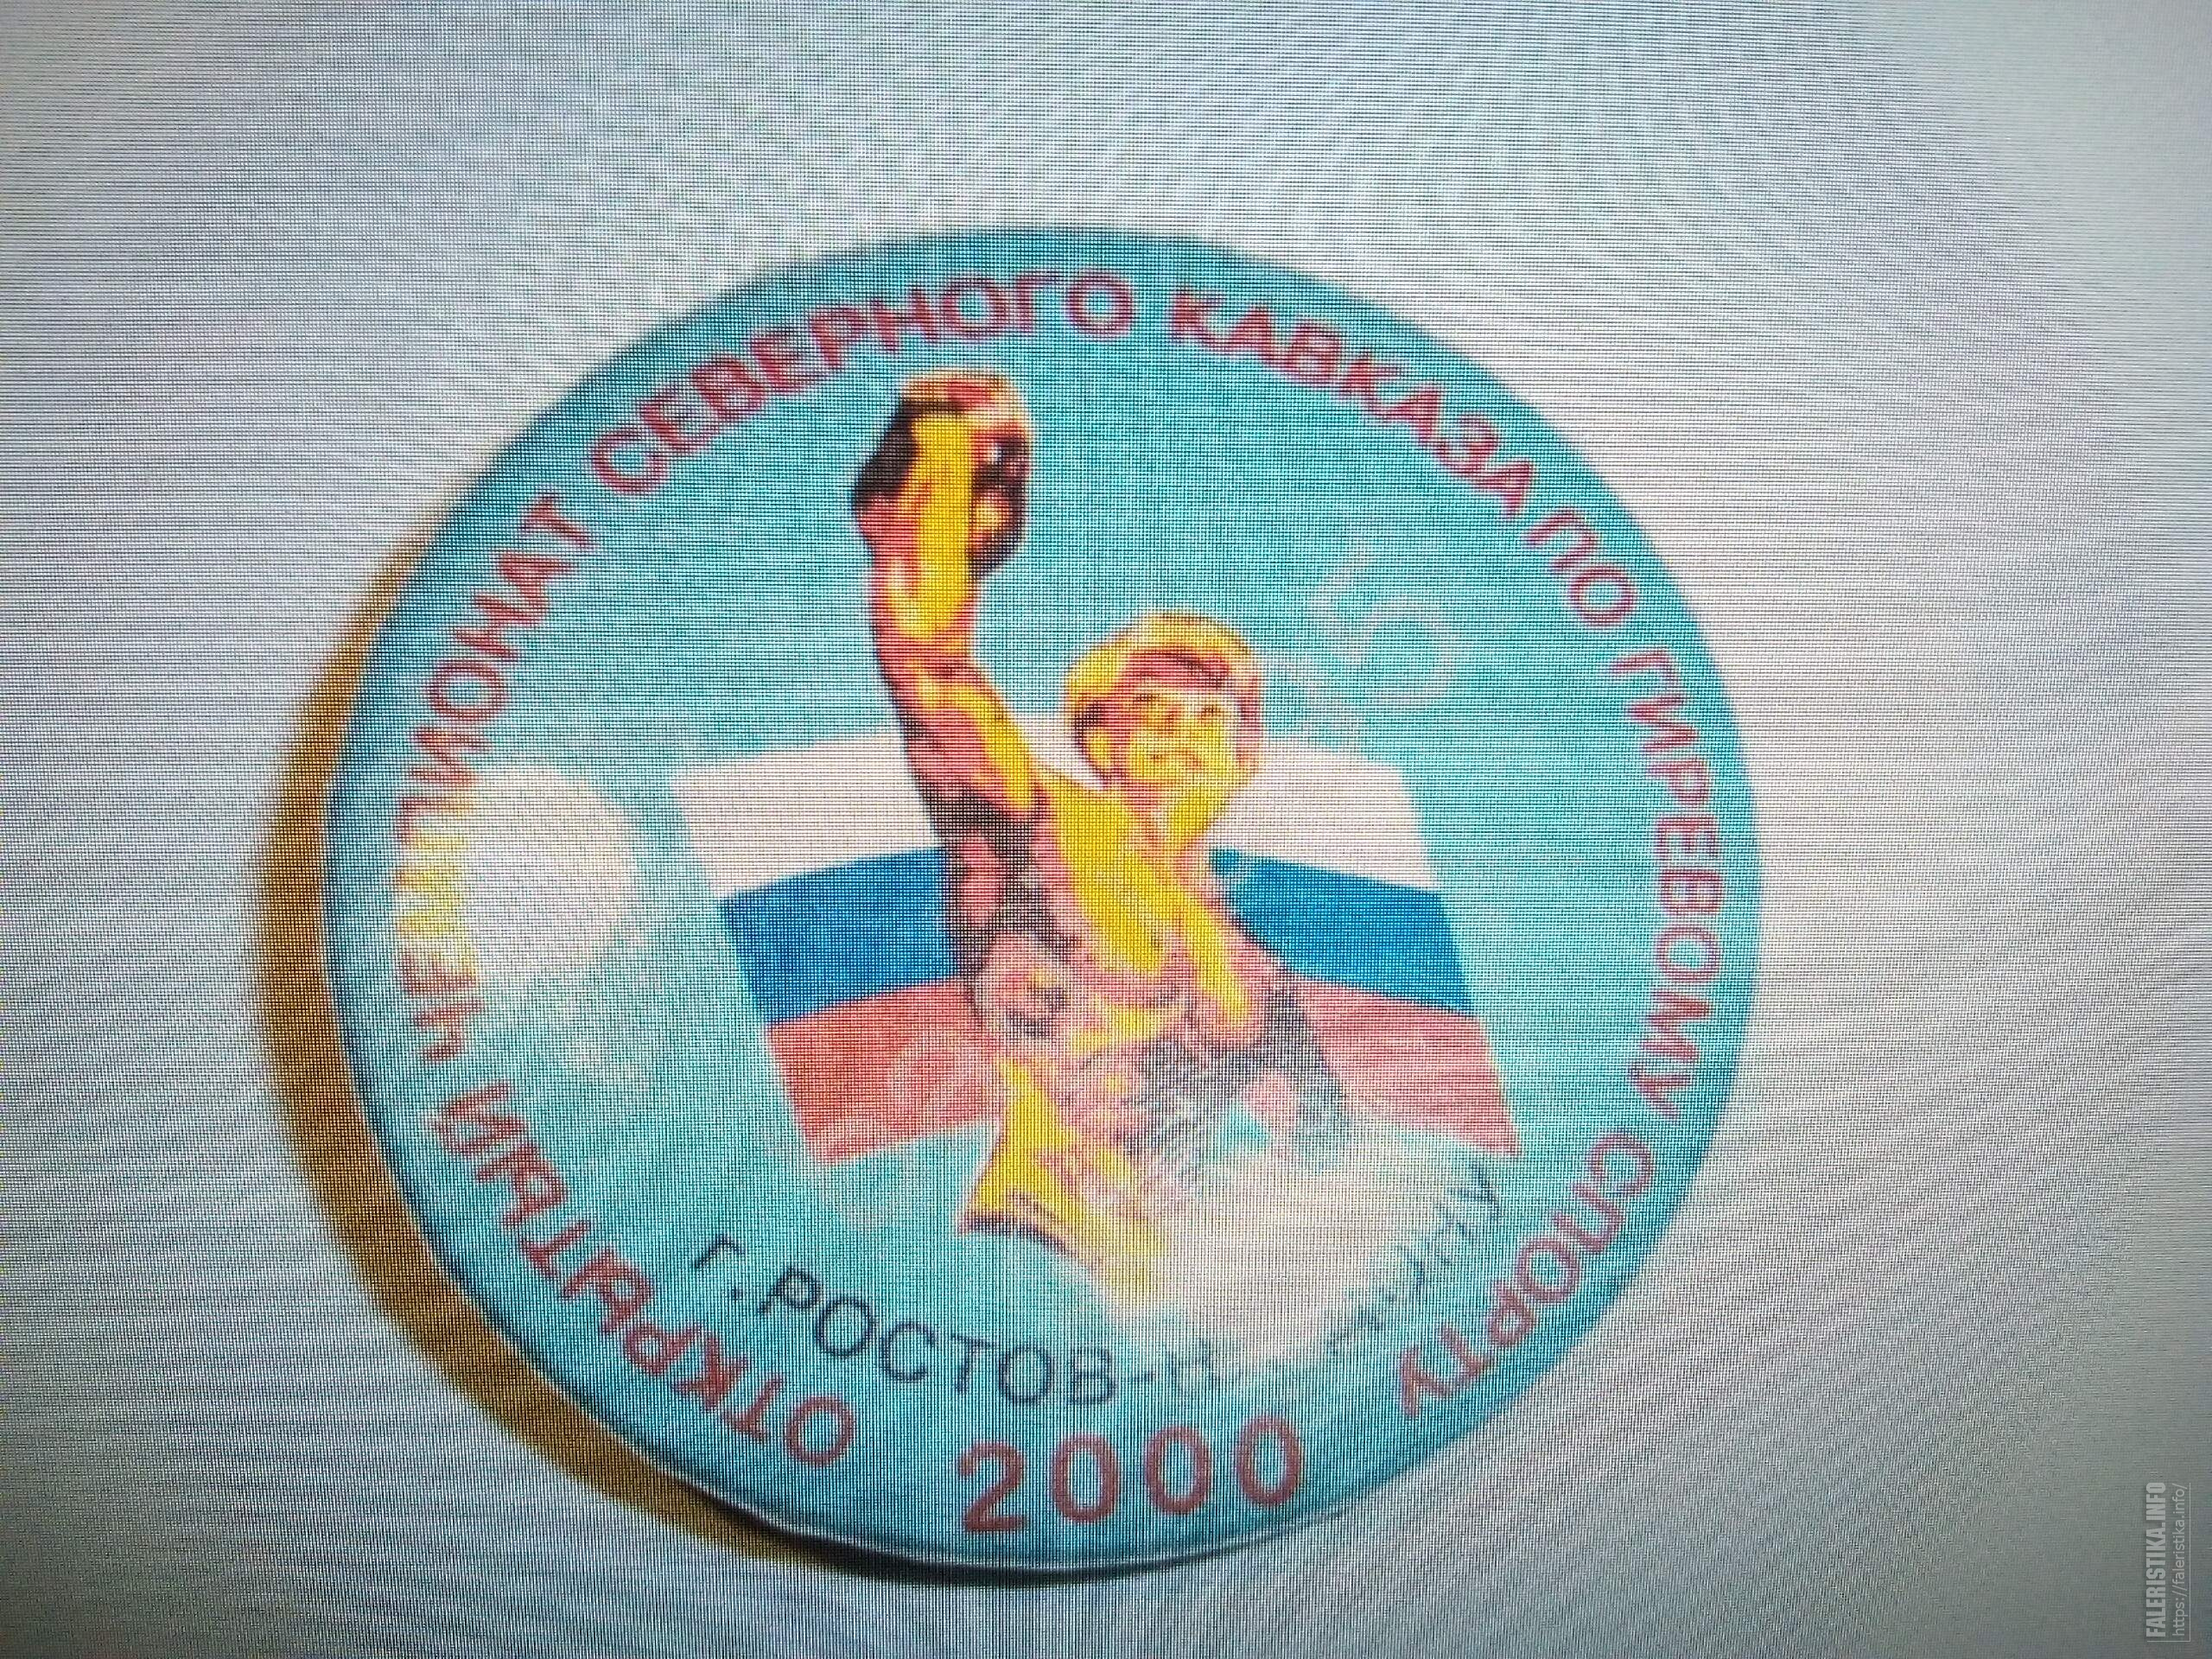 ОТКРЫТЫЙ ЧЕМПИОНАТ СЕВЕРНОГО КАВКАЗА ПО ГИРЕВОМУ СПОРТУ
г.РОСТОВ-
2000
FALERISTIKA.INFO
https://faleristika.info/